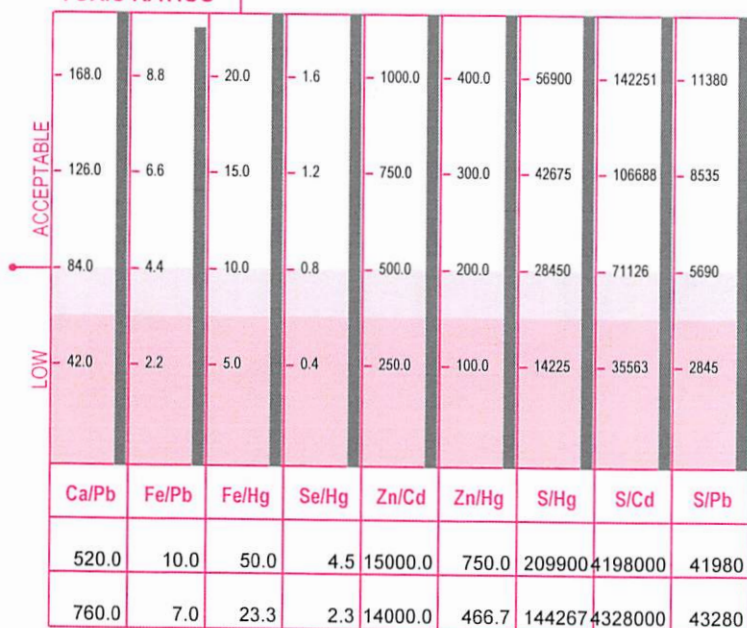 168.0 8.8 20.0 1.6 1000.0 400.0 56900 142251 11380
ACCEPTABLE
126.0 6.6 15.0 1.2 750.0 300.0 42675 106688 8535
84.0 4.4 10.0 0.8 500.0 200.0 28450 71126 5690
LOW
42.0 2.2 5.0 0.4 250.0 100.0 14225 35563 2845
Ca/Pb Fe/Pb Fe/Hg Se/Hg Zn/Cd Zn/Hg S/Hg S/Cd S/Pb
520.0 10.0 50.0 4.5 15000.0 750.0 209900 4198000 41980
760.0 7.0 23.3 2.3 14000.0 466.7 144267 4328000 43280